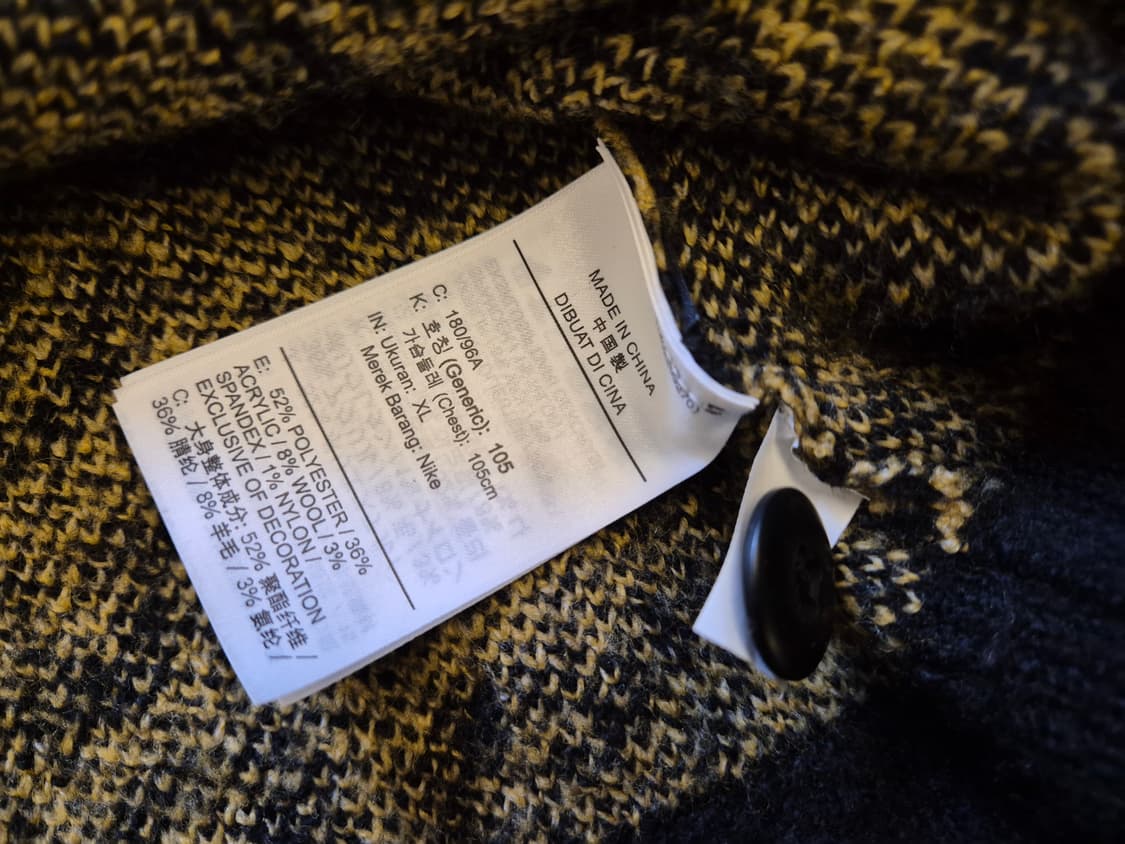 MADE IN CHINA
中国製
DIBUAT DI CINA
C: 180/96A
K: 호칭 (Generic): 105
가슴둘레 (Chest): 105cm
IN: Ukuran: XL
Merek Barang: Nike
E: 52% POLYESTER / 36%
ACRYLIC / 8% WOOL / 3%
SPANDEX / 1% NYLON /
EXCLUSIVE OF DECORATION
C: 大身整体成分: 52% 聚酯纤维 /
36% 腈纶 / 8% 羊毛 / 3% 氨纶 /